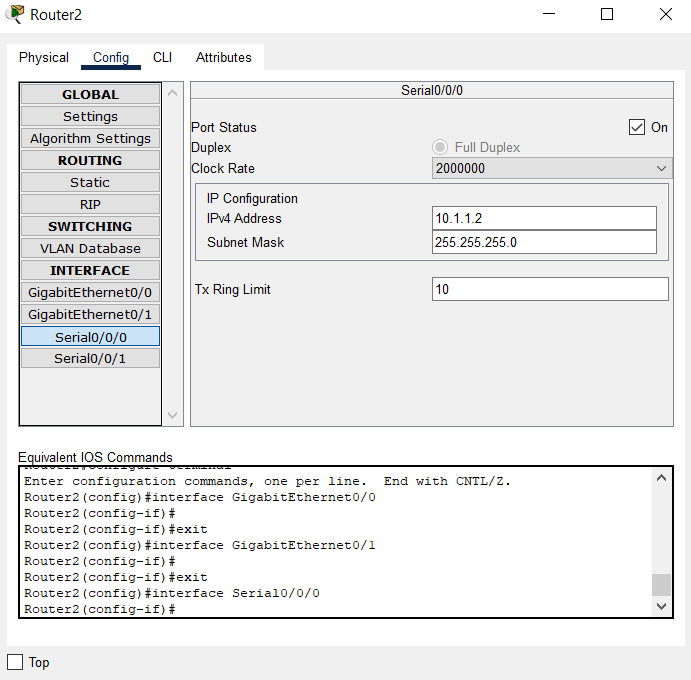 Router2
Physical Config CLI Attributes
GLOBAL
Settings
Algorithm Settings
ROUTING
Static
RIP
SWITCHING
VLAN Database
INTERFACE
GigabitEthernet0/0
GigabitEthernet0/1
Serial0/0/0
Serial0/0/1
Serial0/0/0
Port Status On
Duplex Full Duplex
Clock Rate 2000000
IP Configuration
IPv4 Address 10.1.1.2
Subnet Mask 255.255.255.0
Tx Ring Limit 10
Equivalent IOS Commands
Router2#configure terminal
Enter configuration commands, one per line.  End with CNTL/Z.
Router2(config)#interface GigabitEthernet0/0
Router2(config-if)#
Router2(config-if)#exit
Router2(config)#interface GigabitEthernet0/1
Router2(config-if)#
Router2(config-if)#exit
Router2(config)#interface Serial0/0/0
Router2(config-if)#
Top